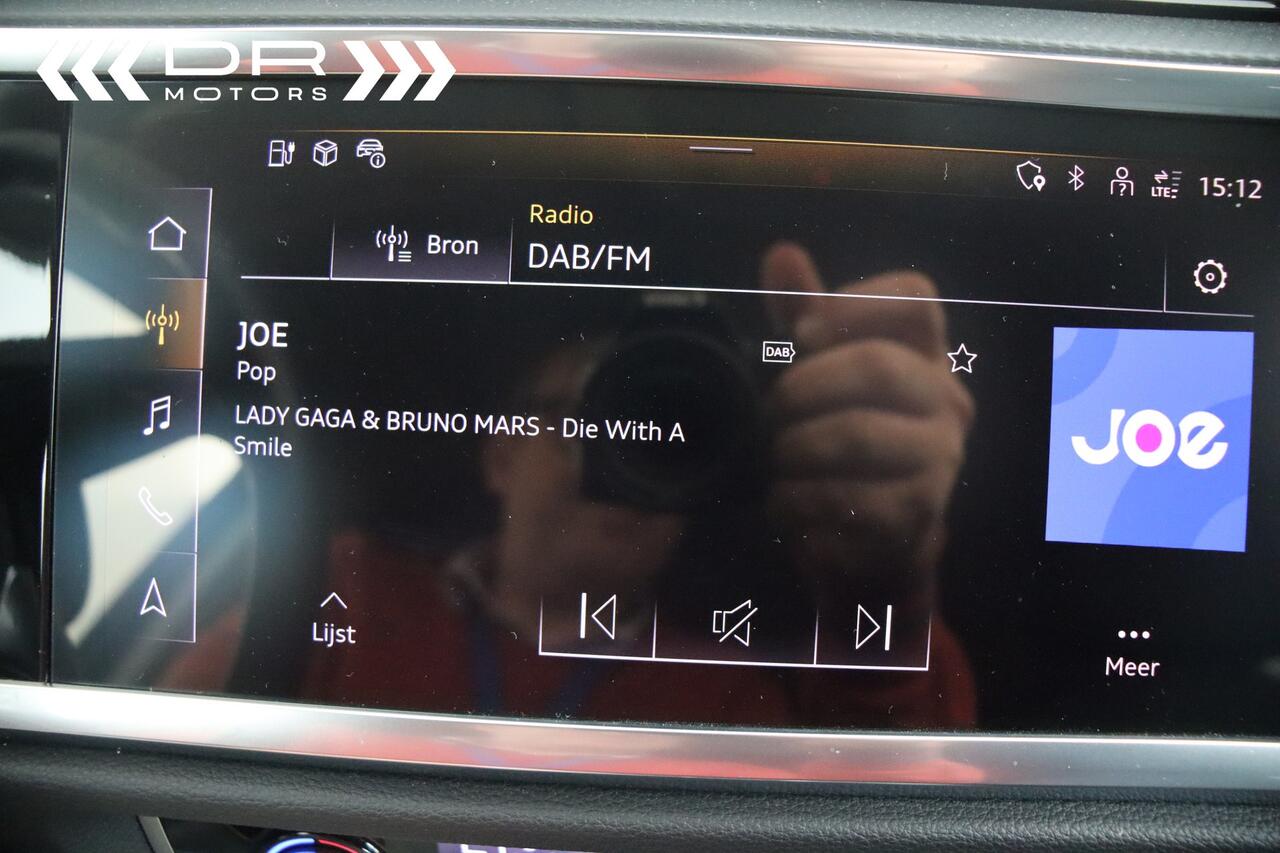 DR
MOTORS
LTE
15:12
Bron
Radio
DAB/FM
JOE
Pop
DAB
LADY GAGA & BRUNO MARS - Die With A
Smile
JOe
Lijst
Meer